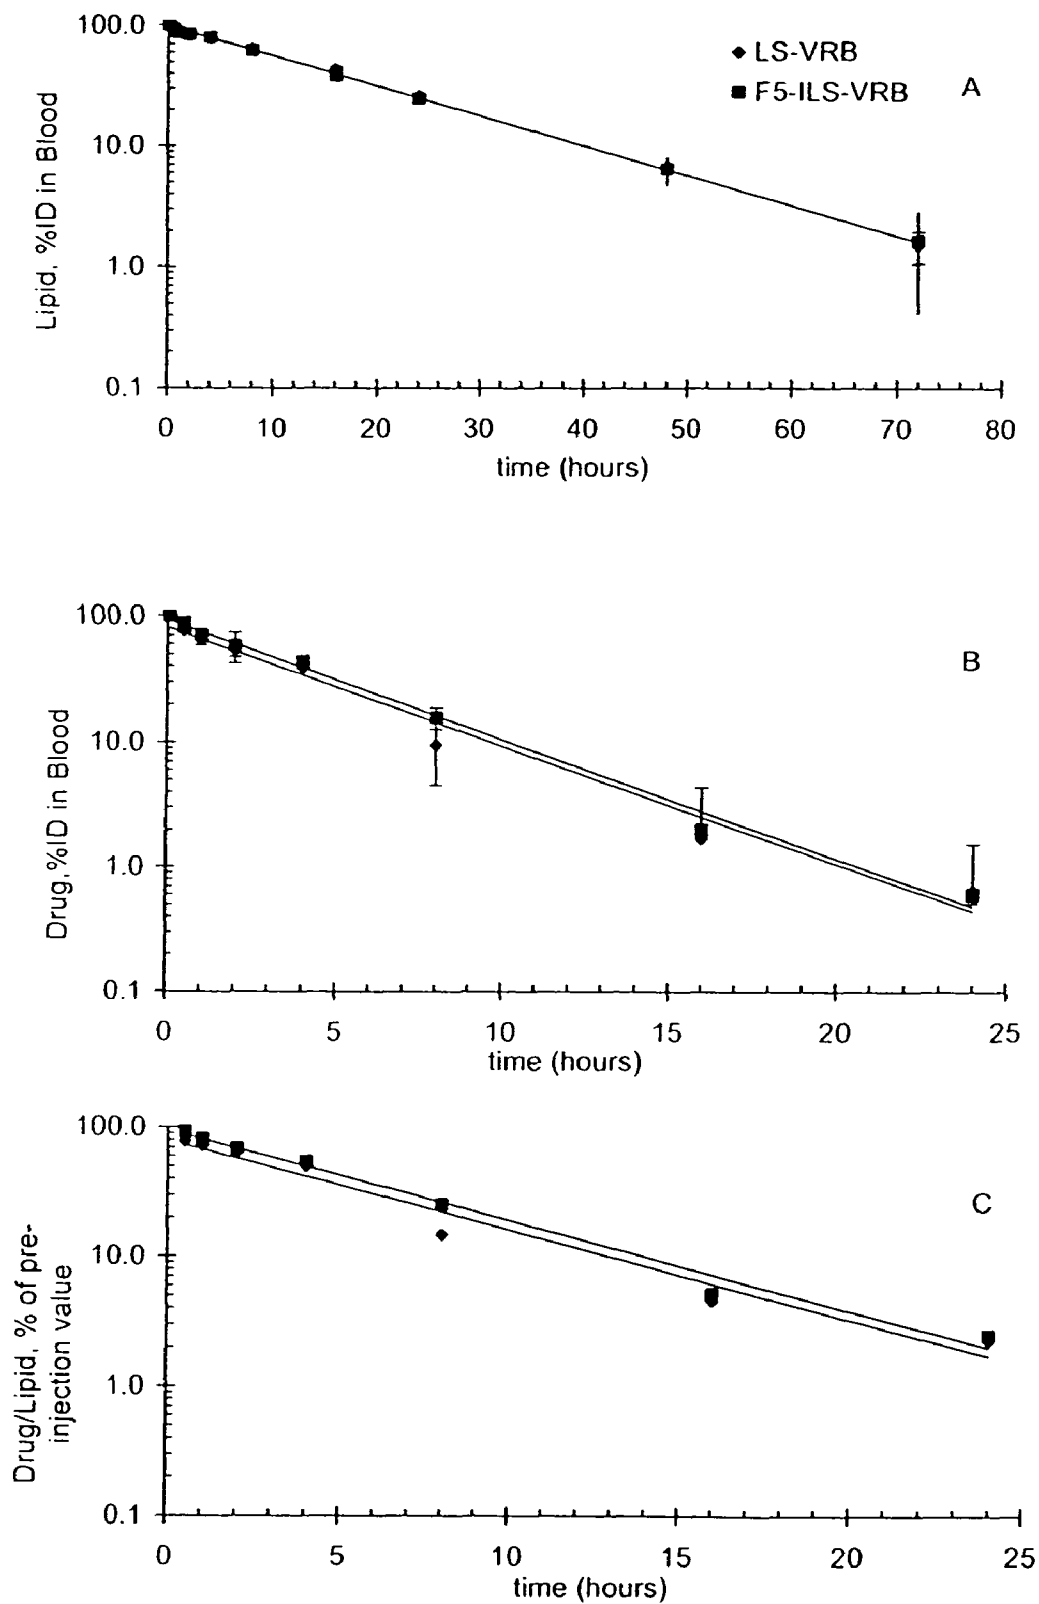 100.0
10.0
1.0
0.1
Lipid, %ID in Blood
LS-VRB
F5-ILS-VRB
A
0 10 20 30 40 50 60 70 80
time (hours)
100.0
10.0
1.0
0.1
Drug,%ID in Blood
B
0 5 10 15 20 25
time (hours)
100.0
10.0
1.0
0.1
Drug/Lipid, % of pre-
injection value
C
0 5 10 15 20 25
time (hours)